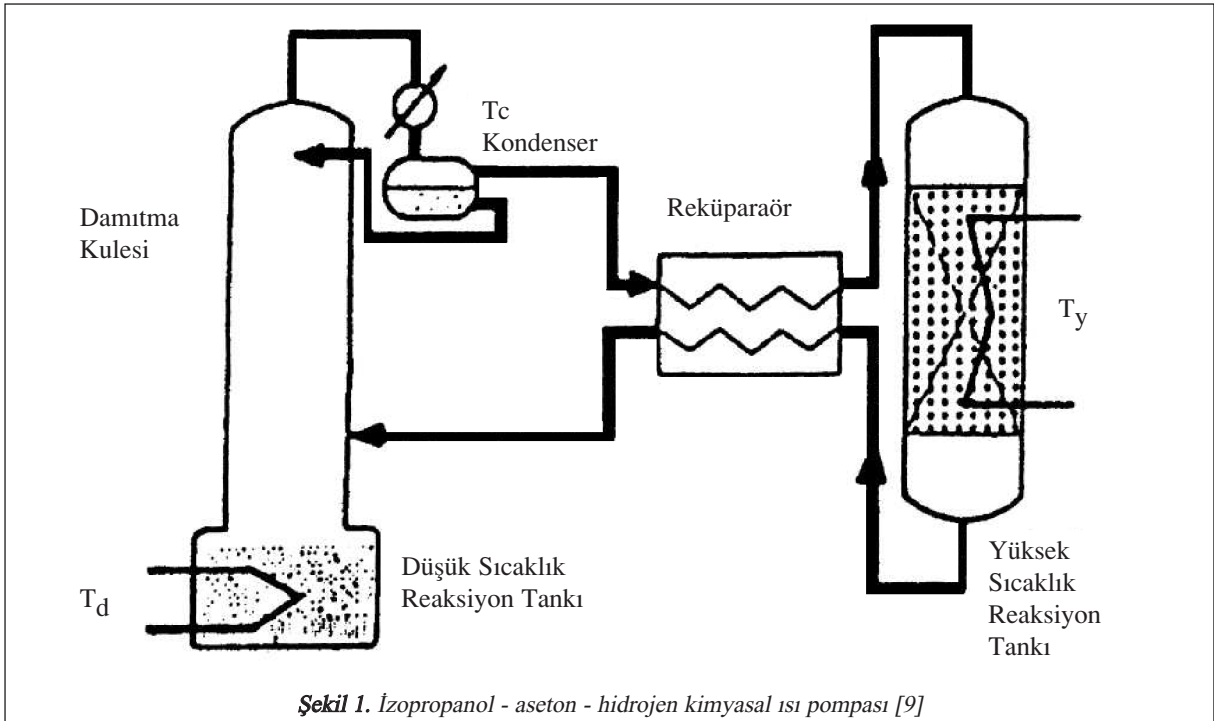 Tc
Kondenser
Damıtma
Kulesi
Reküparaör
Ty
Düşük Sıcaklık
Reaksiyon Tankı
Td
Yüksek
Sıcaklık
Reaksiyon
Tankı
Şekil 1. İzopropanol - aseton - hidrojen kimyasal ısı pompası [9]